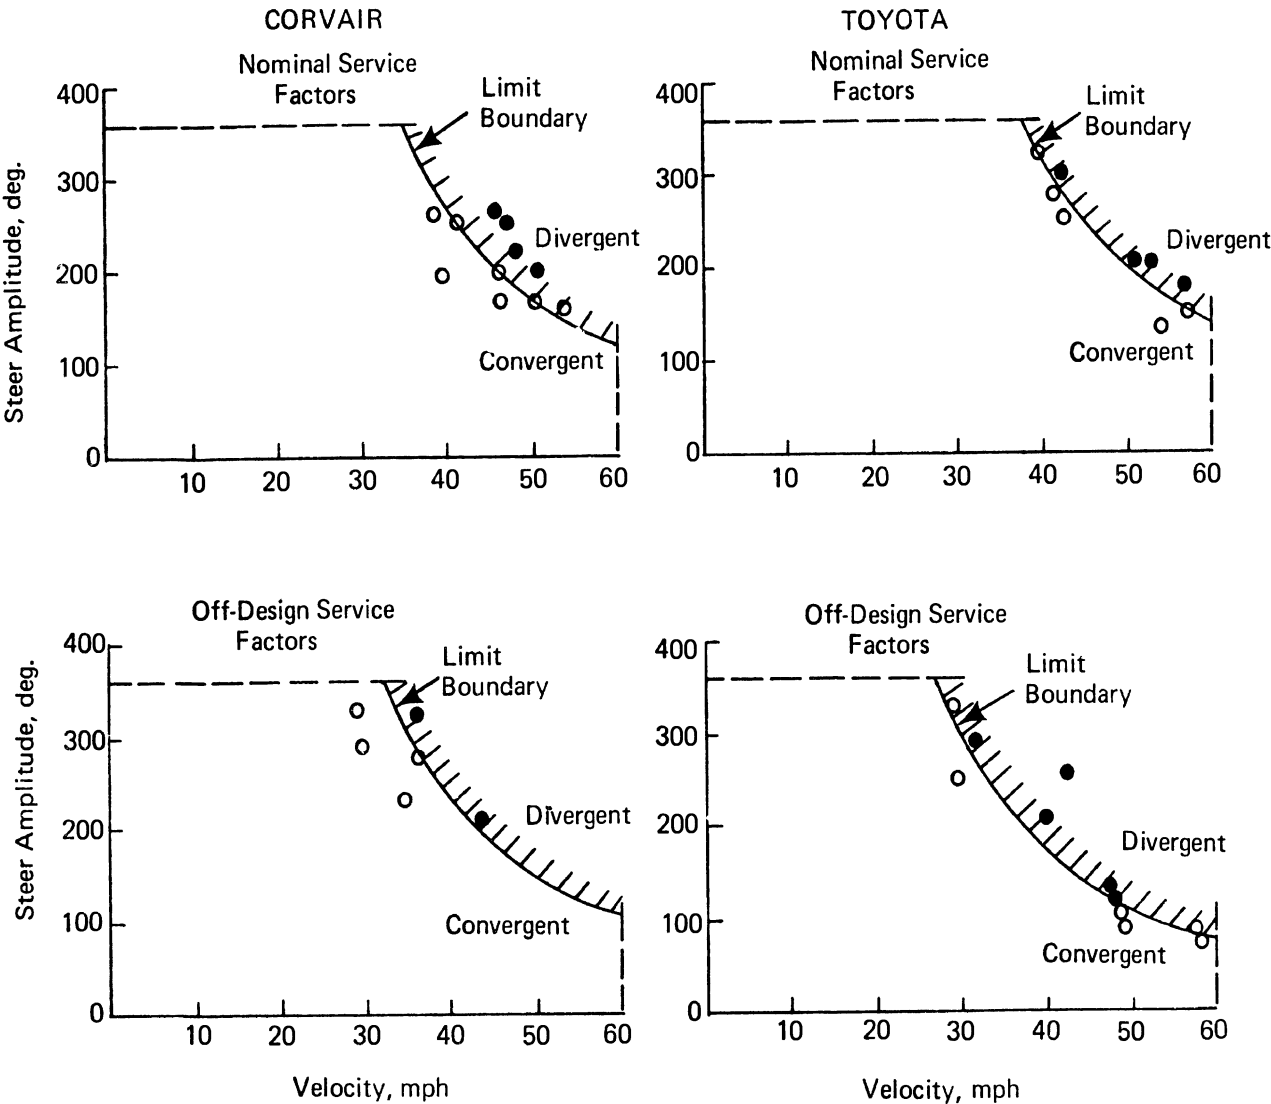 CORVAIR
Nominal Service
Factors
Limit
Boundary
400
300
200
100
0
Steer Amplitude, deg.
Divergent
Convergent
10 20 30 40 50 60
TOYOTA
Nominal Service
Factors
Limit
Boundary
400
300
200
100
0
Divergent
Convergent
10 20 30 40 50 60
Off-Design Service
Factors
Limit
Boundary
400
300
200
100
0
Steer Amplitude, deg.
Divergent
Convergent
10 20 30 40 50 60
Velocity, mph
Off-Design Service
Factors
Limit
Boundary
400
300
200
100
0
Divergent
Convergent
10 20 30 40 50 60
Velocity, mph